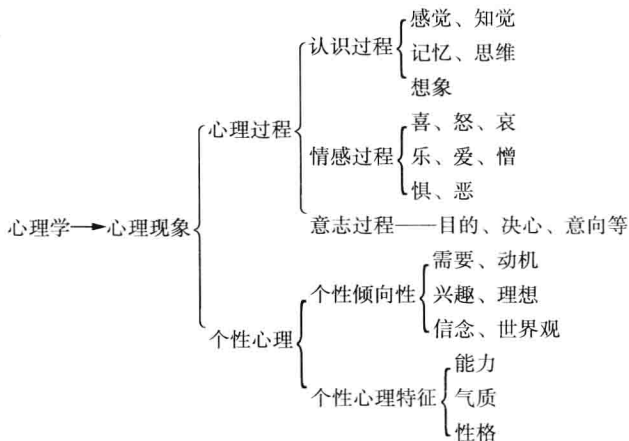 感觉、知觉
认识过程
记忆、思维
想象
心理过程
喜、怒、哀
情感过程
乐、爱、憎
惧、恶
心理学 心理现象
意志过程——目的、决心、意向等
需要、动机
个性倾向性
兴趣、理想
信念、世界观
个性心理
能力
个性心理特征
气质
性格